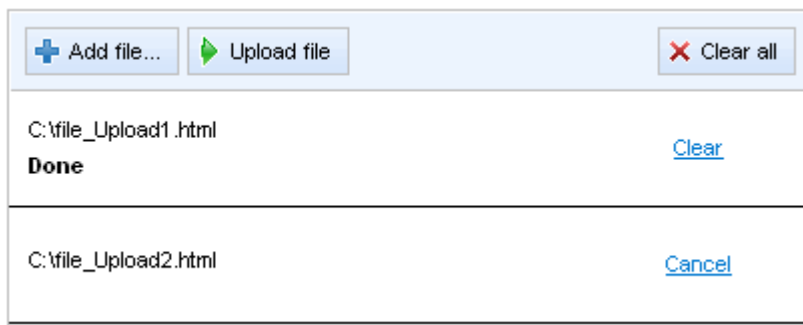 Add file... Upload file Clear all
C:\file_Upload1.html
Done
Clear
C:\file_Upload2.html
Cancel